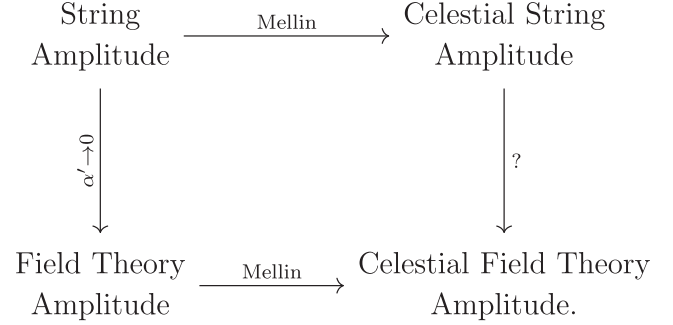 String
Amplitude
Mellin
Celestial String
Amplitude
α′→0
?
Field Theory
Amplitude
Mellin
Celestial Field Theory
Amplitude.